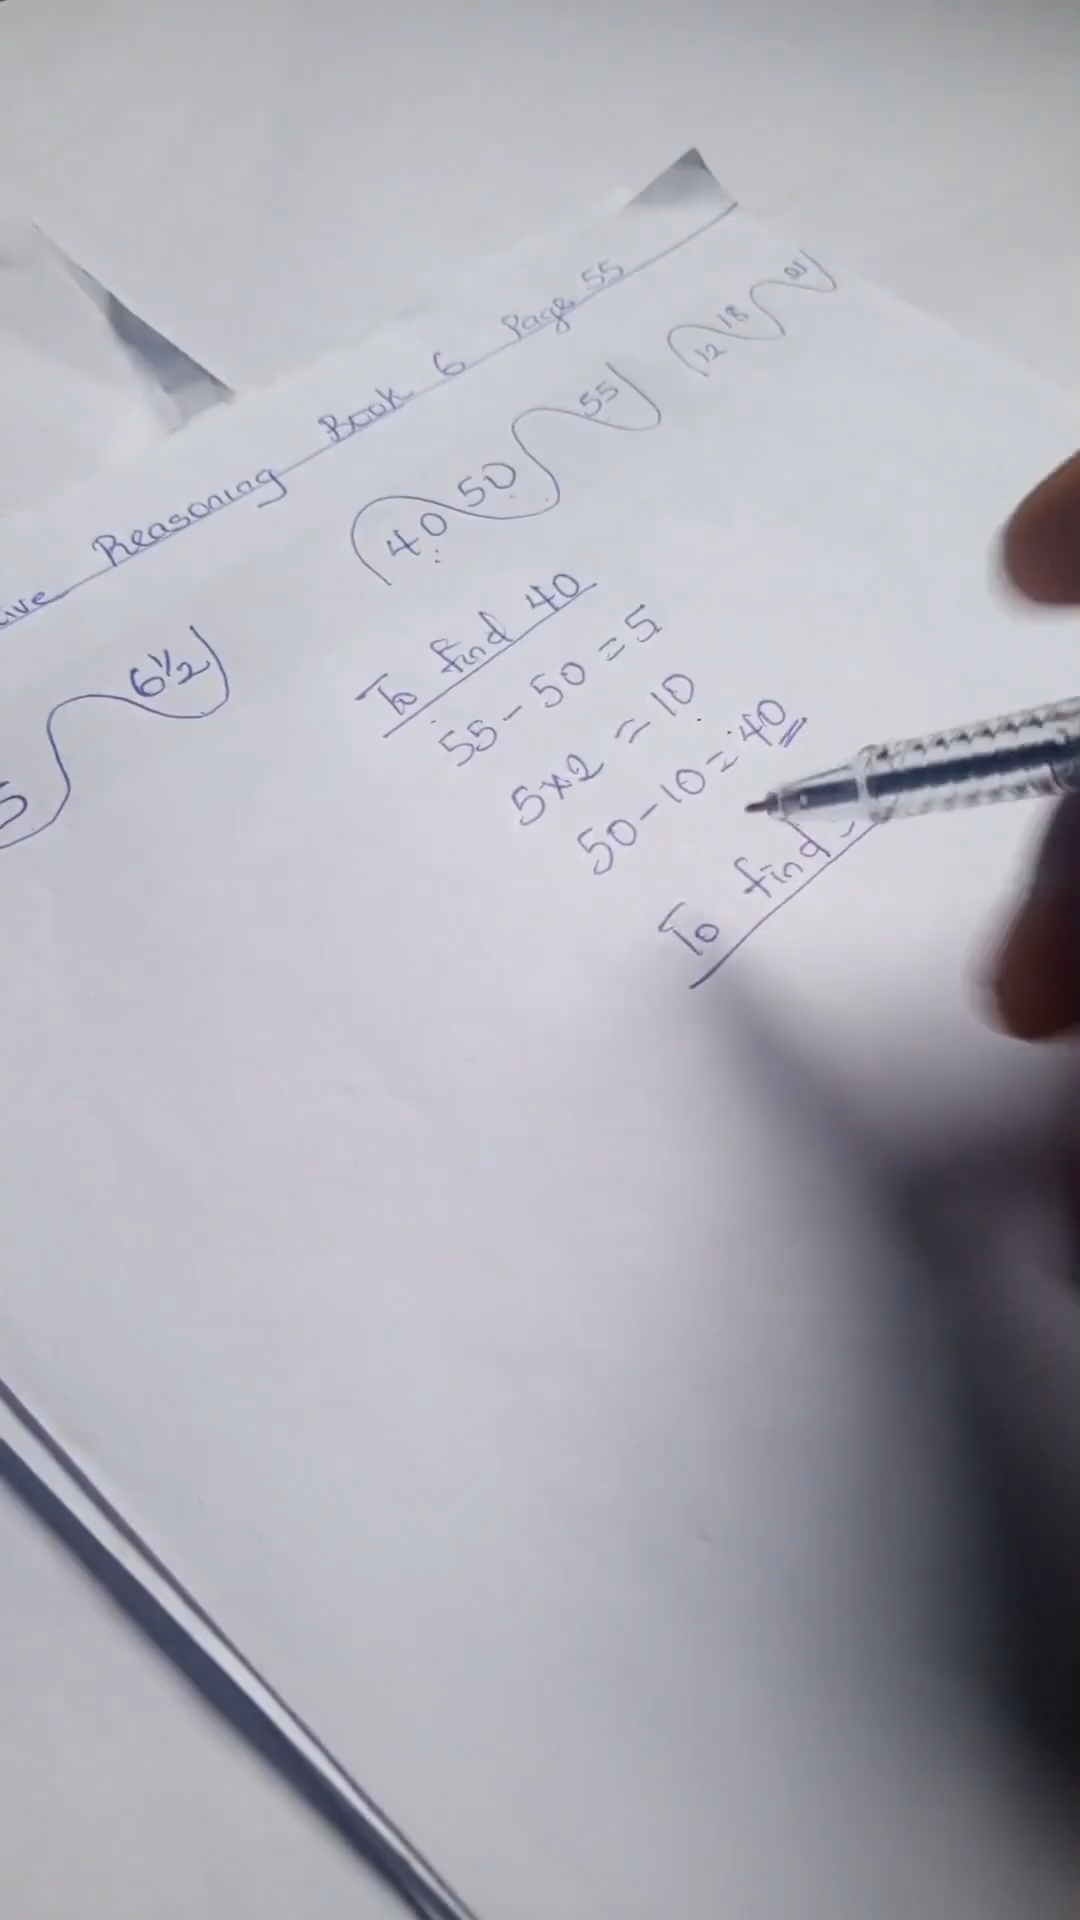 Reasoning Book 6 Page 55
6½
40 50 55
12 18 21
To find 40
55 - 50 = 5
5 x 2 = 10
50 - 10 = 40
To find